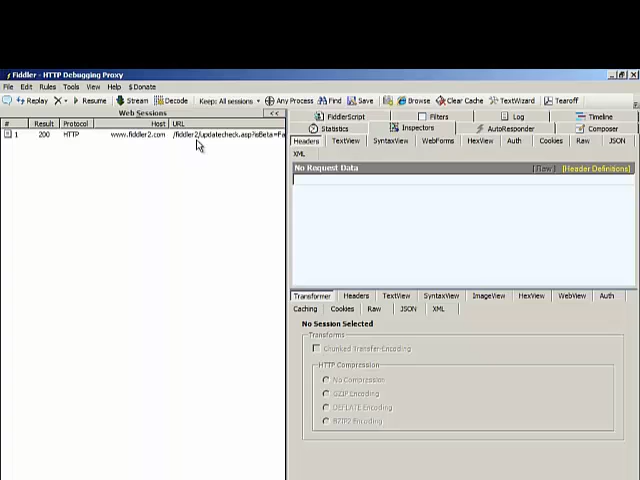 Fiddler - HTTP Debugging Proxy
File Edit Rules Tools View Help $ Donate
Replay Resume Stream Decode Keep: All sessions Any Process Find Save Browse Clear Cache TextWizard Tearoff
Web Sessions <<
# Result Protocol Host URL
1 200 HTTP www.fiddler2.com /fiddler2/updatecheck.asp?isBeta=Fa
FiddlerScript Filters Log Timeline
Statistics Inspectors AutoResponder Composer
Headers TextView SyntaxView WebForms HexView Auth Cookies Raw JSON
XML
No Request Data [Raw] [Header Definitions]
Transformer Headers TextView SyntaxView ImageView HexView WebView Auth
Caching Cookies Raw JSON XML
No Session Selected
Transforms
Chunked Transfer-Encoding
HTTP Compression
No Compression
GZIP Encoding
DEFLATE Encoding
BZIP2 Encoding